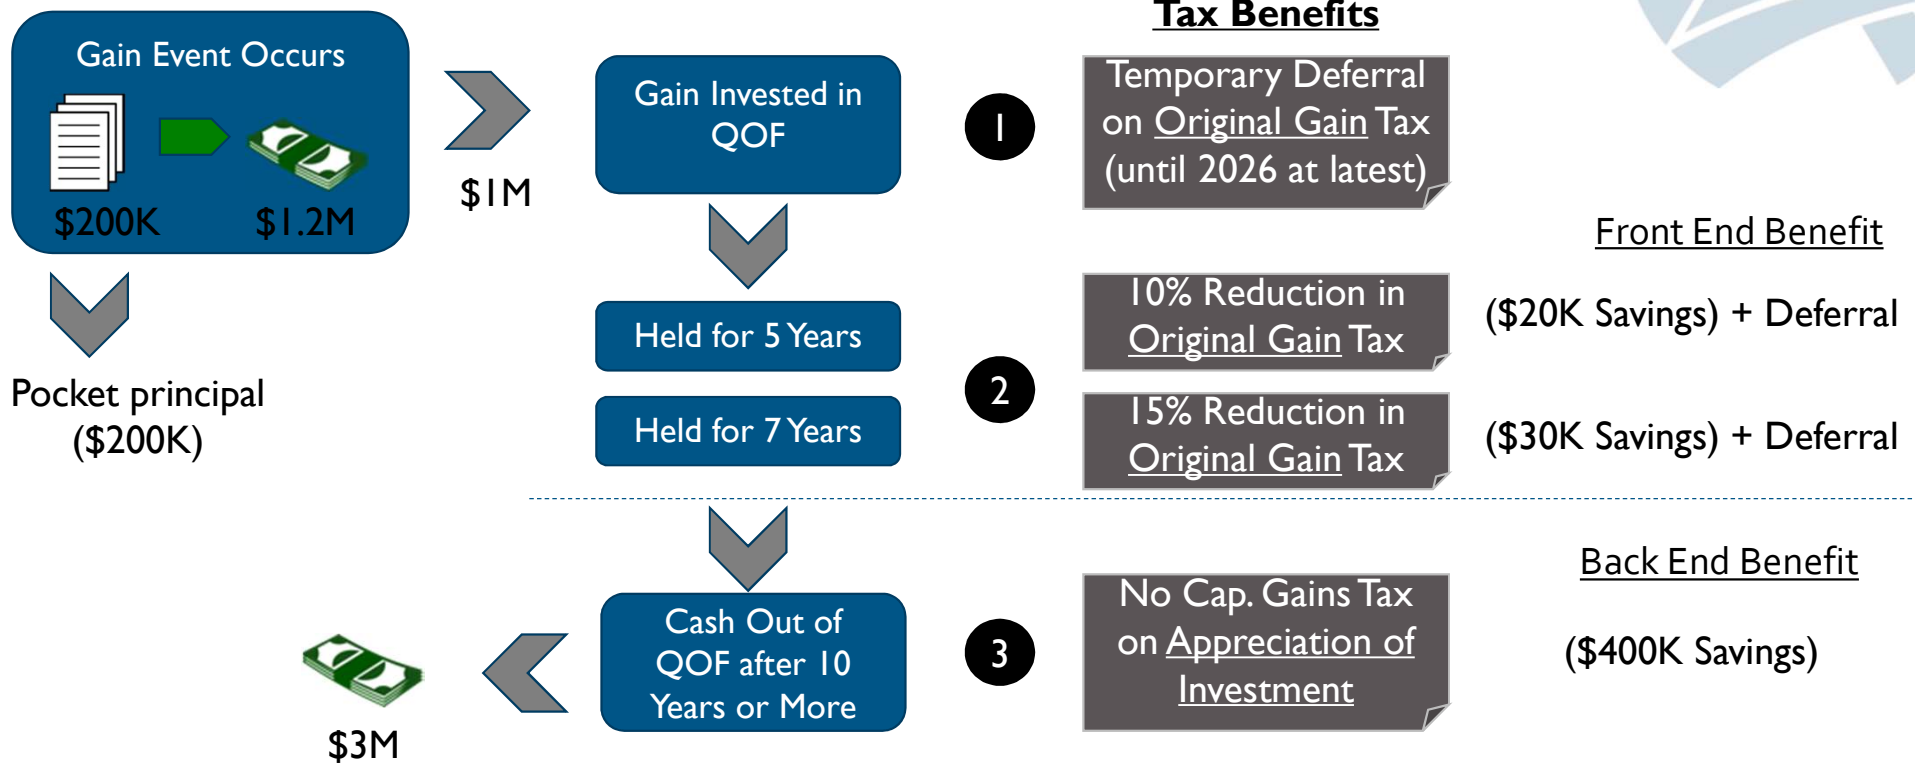 Tax Benefits
Gain Event Occurs
$200K
$1.2M
$1M
Pocket principal
($200K)
Gain Invested in
QOF
1
Temporary Deferral
on Original Gain Tax
(until 2026 at latest)
Front End Benefit
Held for 5 Years
2
10% Reduction in
Original Gain Tax
($20K Savings) + Deferral
Held for 7 Years
15% Reduction in
Original Gain Tax
($30K Savings) + Deferral
Back End Benefit
Cash Out of
QOF after 10
Years or More
3
No Cap. Gains Tax
on Appreciation of
Investment
($400K Savings)
$3M